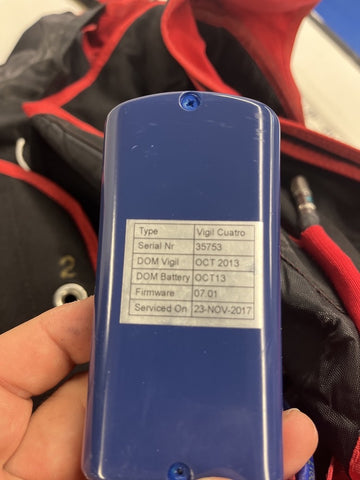 Type Vigil Cuatro
Serial Nr 35753
DOM Vigil OCT 2013
DOM Battery OCT13
Firmware 07.01
Serviced On 23-NOV-2017
2